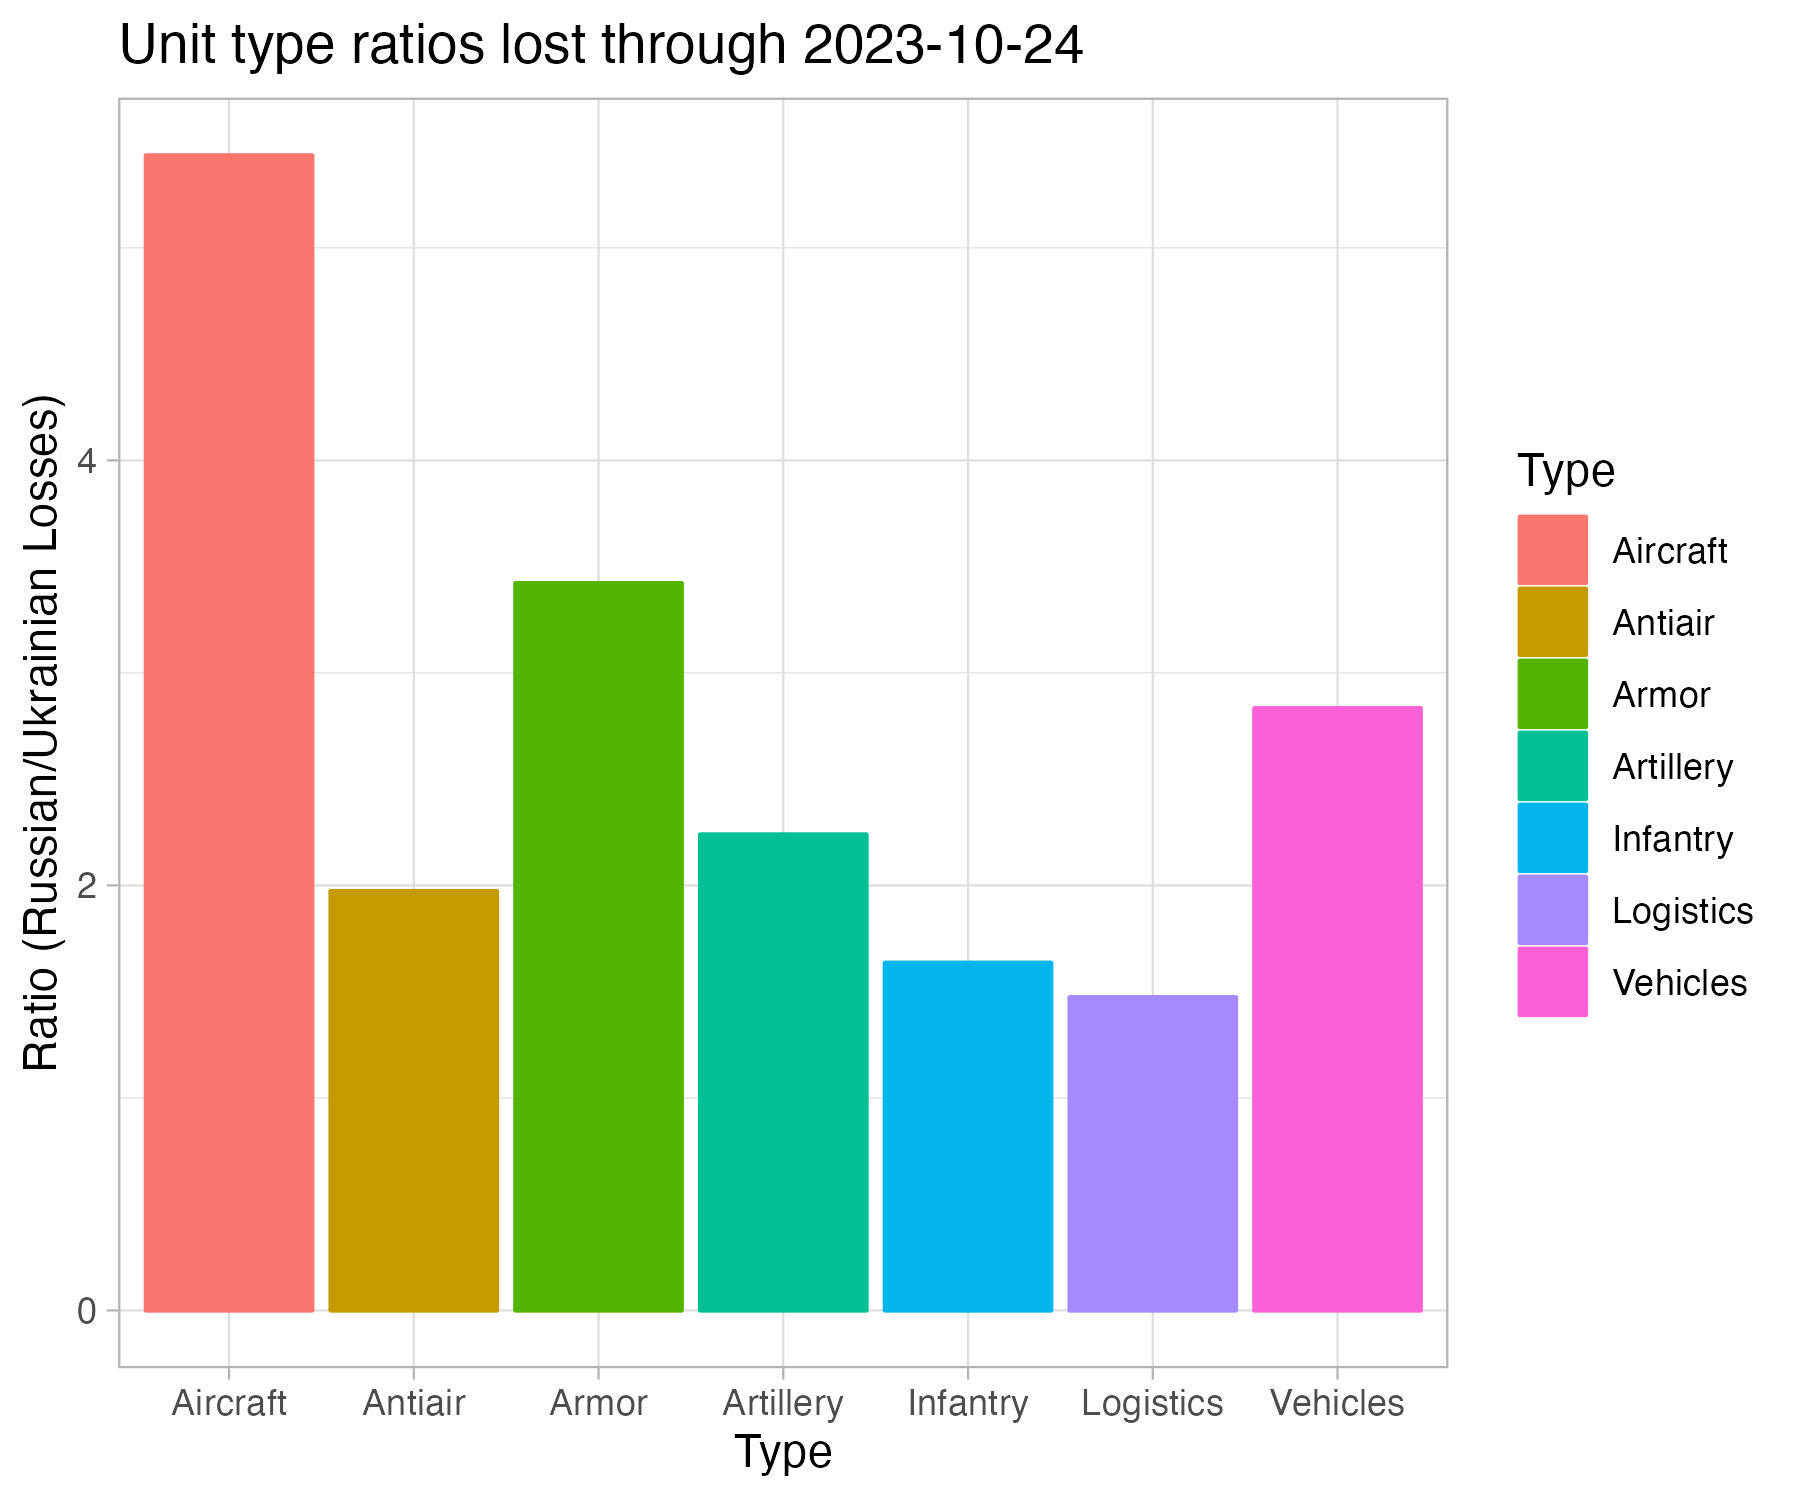 Unit type ratios lost through 2023-10-24
Ratio (Russian/Ukrainian Losses)
4
2
0
Aircraft
Antiair
Armor
Artillery
Infantry
Logistics
Vehicles
Type
Type
Aircraft
Antiair
Armor
Artillery
Infantry
Logistics
Vehicles